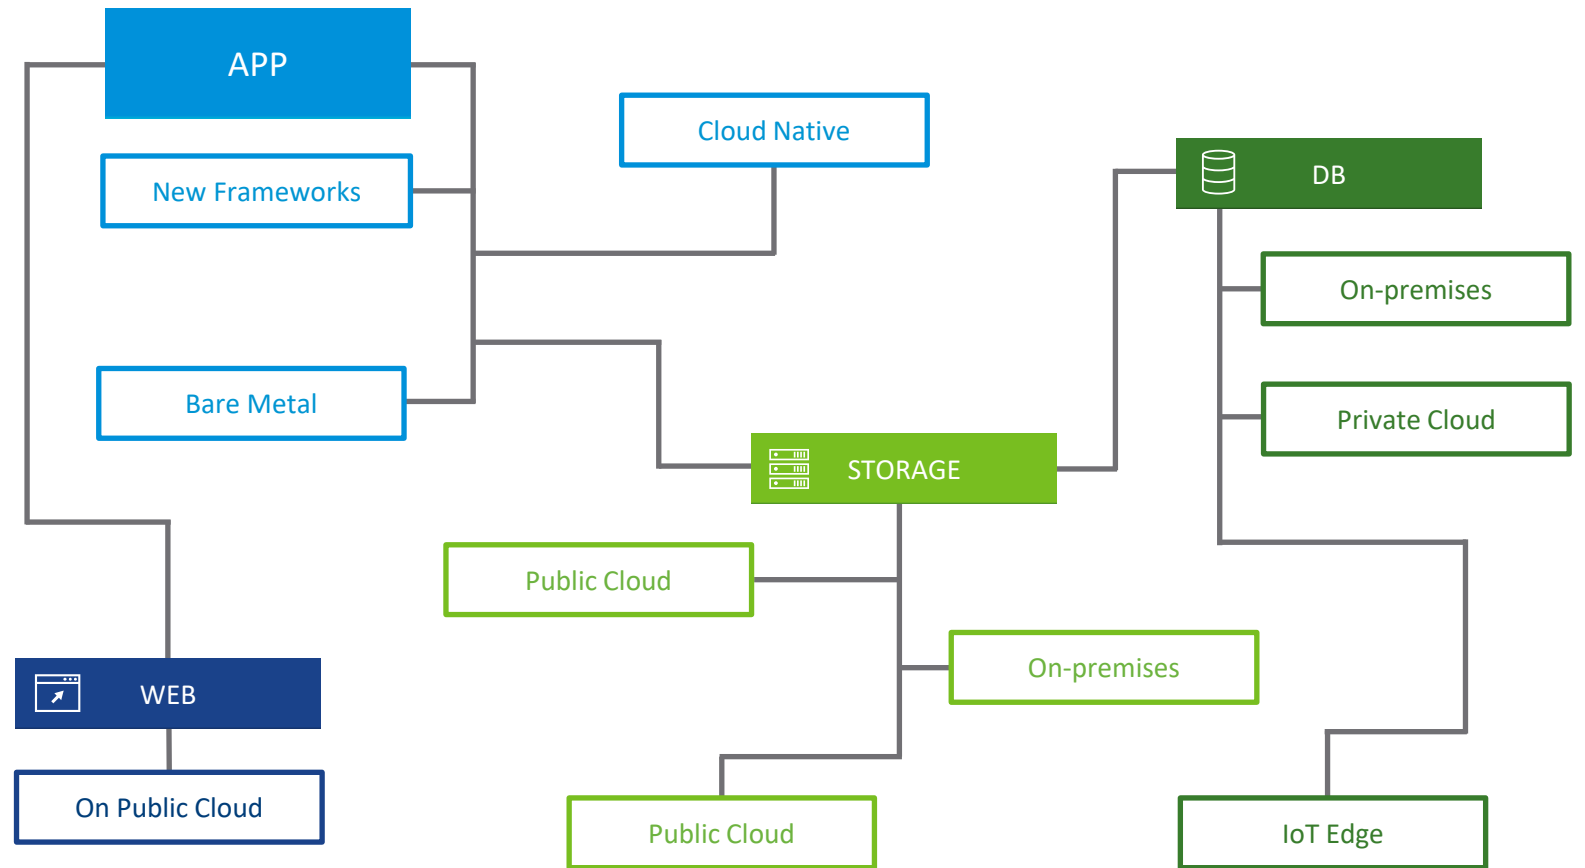 APP
Cloud Native
New Frameworks
DB
On-premises
Bare Metal
Private Cloud
STORAGE
Public Cloud
On-premises
WEB
On Public Cloud
Public Cloud
IoT Edge